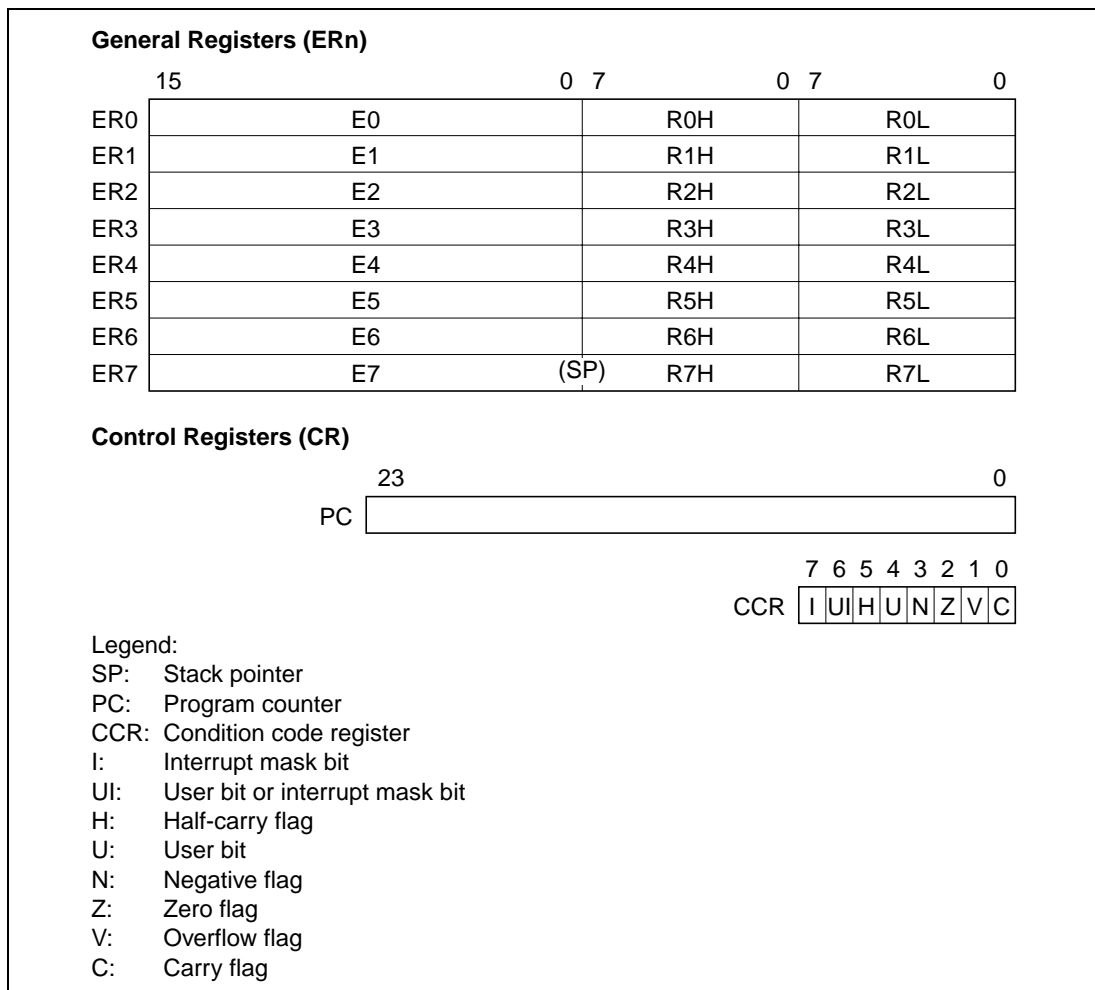 General Registers (ERn)
15 0 7 0 7 0
ER0 E0 R0H R0L
ER1 E1 R1H R1L
ER2 E2 R2H R2L
ER3 E3 R3H R3L
ER4 E4 R4H R4L
ER5 E5 R5H R5L
ER6 E6 R6H R6L
ER7 E7 (SP) R7H R7L
Control Registers (CR)
23 0
PC
7 6 5 4 3 2 1 0
CCR I UI H U N Z V C
Legend:
SP: Stack pointer
PC: Program counter
CCR: Condition code register
I: Interrupt mask bit
UI: User bit or interrupt mask bit
H: Half-carry flag
U: User bit
N: Negative flag
Z: Zero flag
V: Overflow flag
C: Carry flag